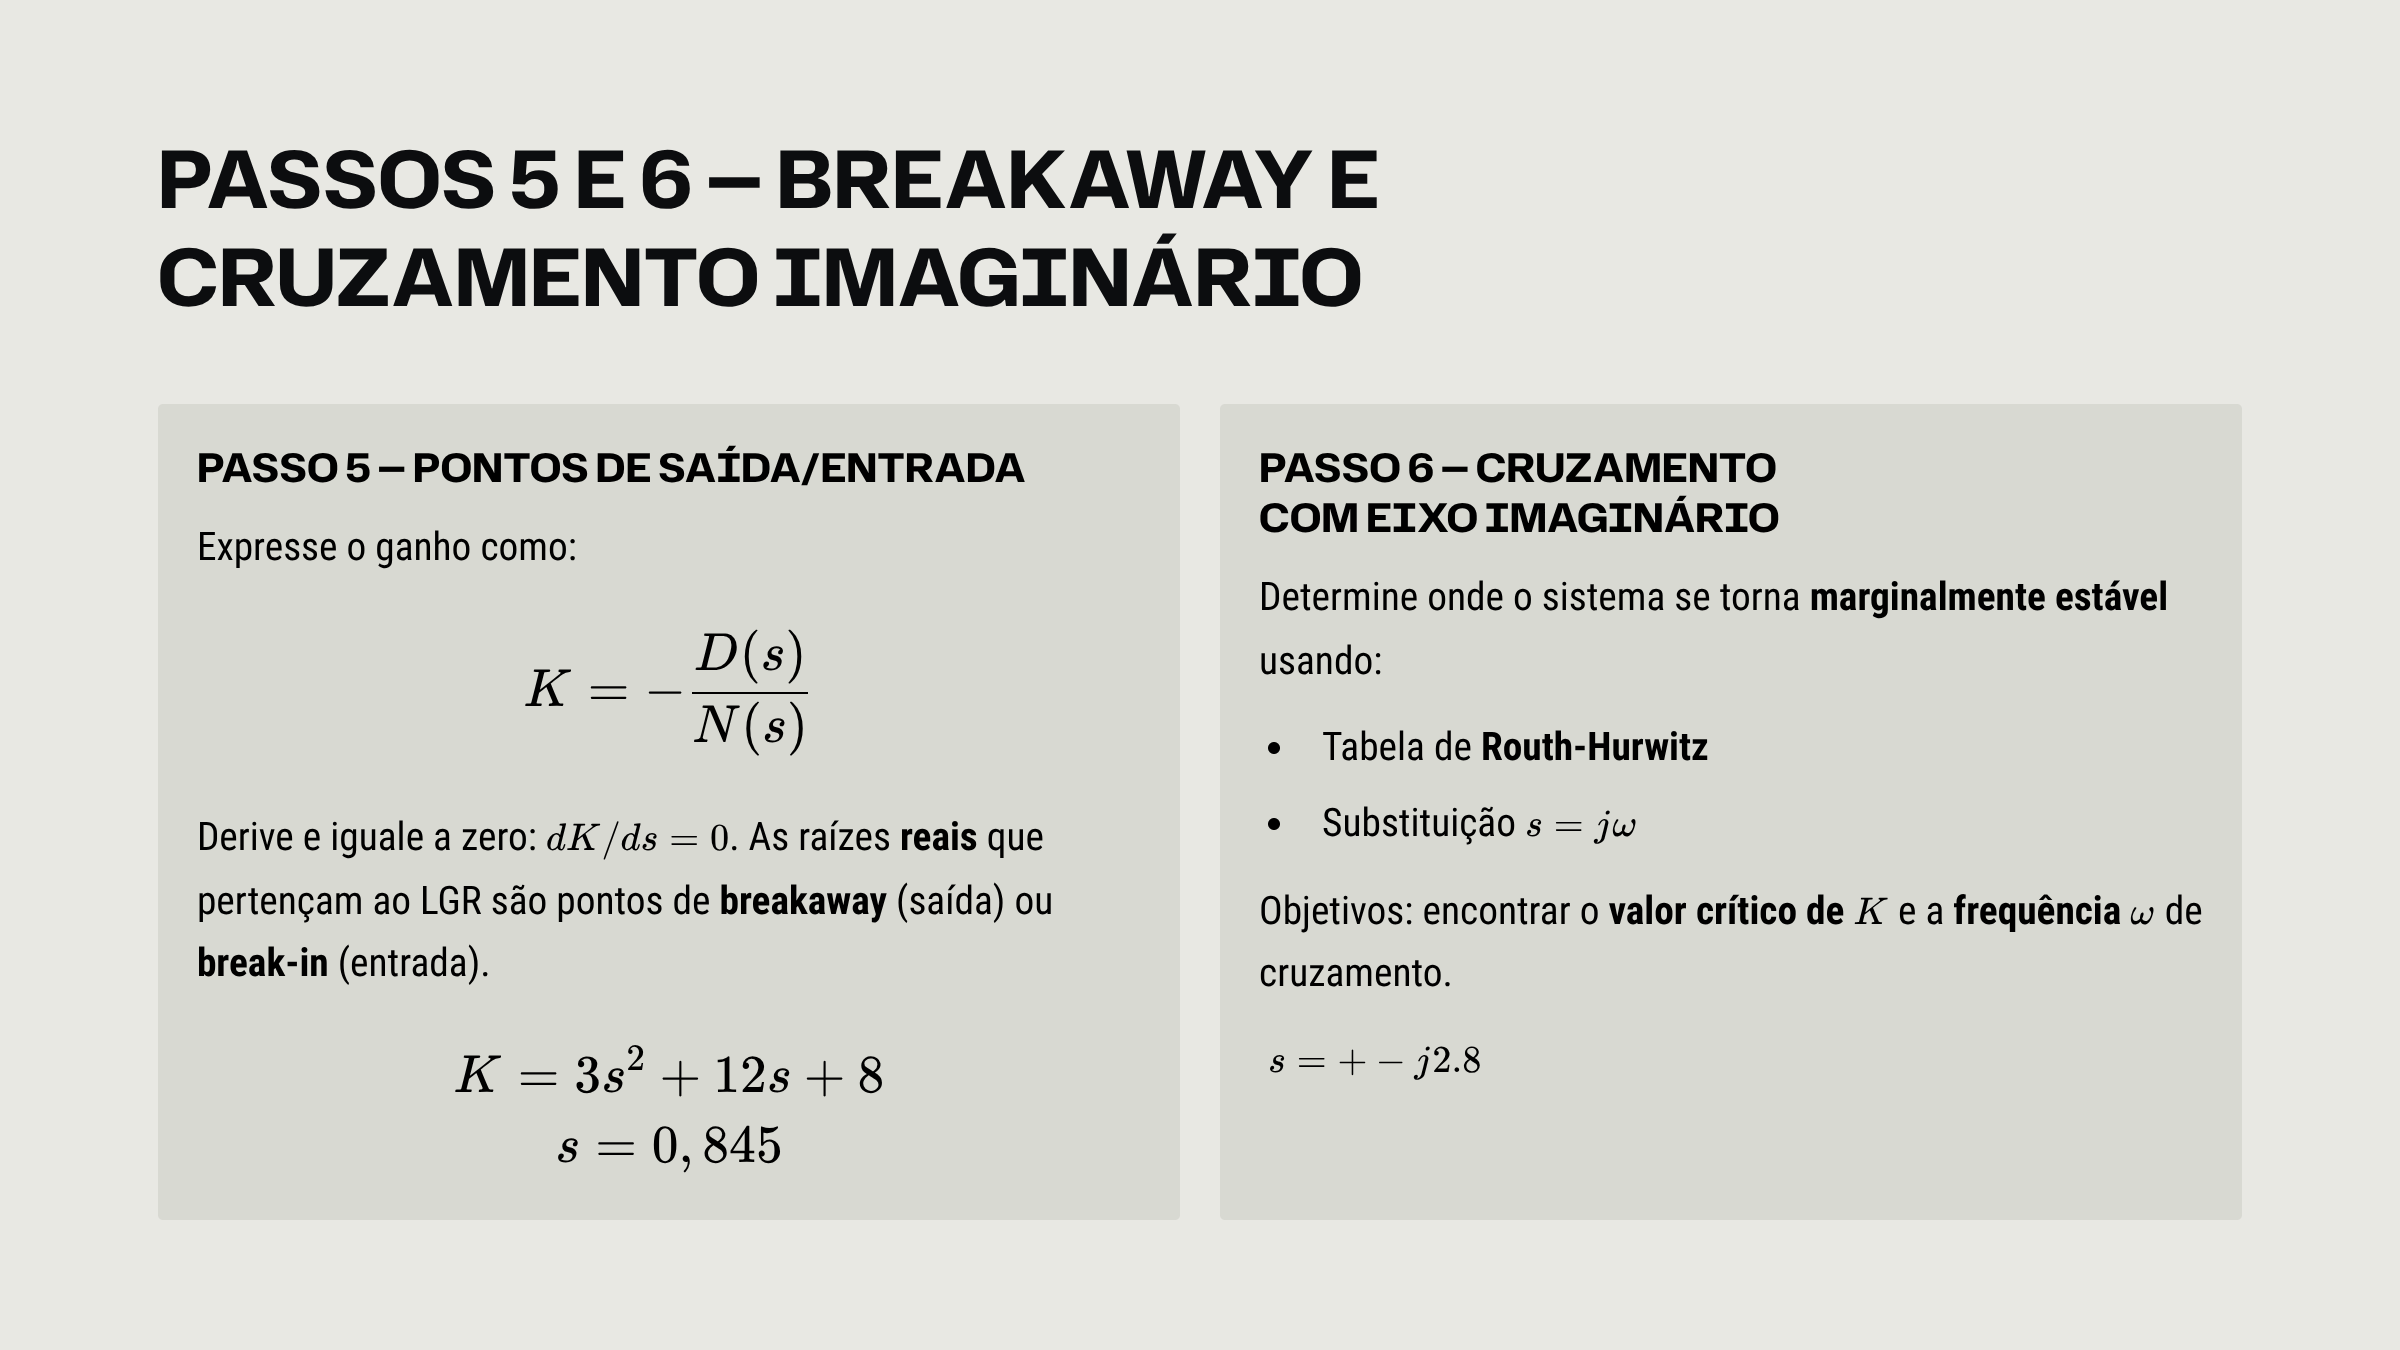 PASSOS 5 E 6 – BREAKAWAY E
CRUZAMENTO IMAGINÁRIO
PASSO 5 – PONTOS DE SAÍDA/ENTRADA
Expresse o ganho como:
K = −D(s)/N(s)
Derive e iguale a zero: dK/ds = 0. As raízes reais que
pertençam ao LGR são pontos de breakaway (saída) ou
break-in (entrada).
K = 3s² + 12s + 8
s = 0,845
PASSO 6 – CRUZAMENTO
COM EIXO IMAGINÁRIO
Determine onde o sistema se torna marginalmente estável
usando:
• Tabela de Routh-Hurwitz
• Substituição s = jω
Objetivos: encontrar o valor crítico de K e a frequência ω de
cruzamento.
s = + − j2.8